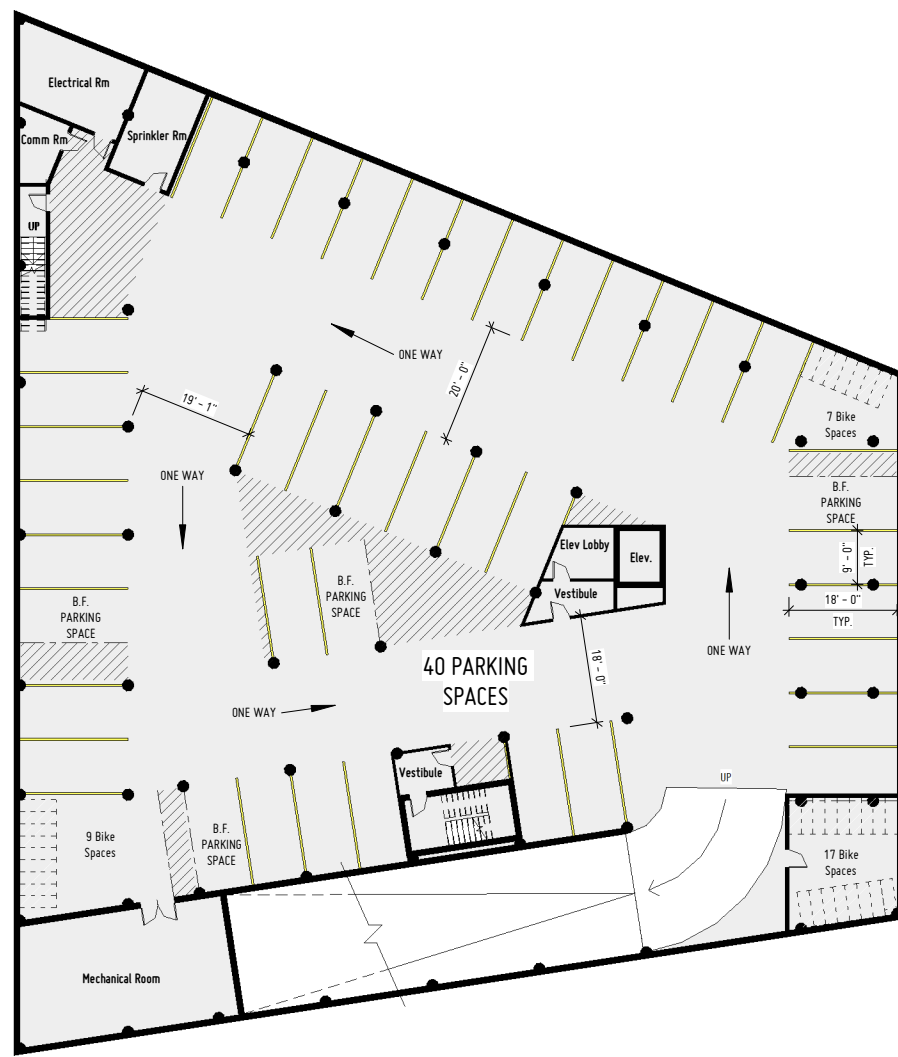 Electrical Rm
Comm Rm
Sprinkler Rm
UP
ONE WAY
20' - 0"
19' - 1"
ONE WAY
7 Bike
Spaces
B.F.
PARKING
SPACE
9' - 0"
TYP.
18' - 0"
TYP.
Elev Lobby
Elev.
Vestibule
B.F.
PARKING
SPACE
B.F.
PARKING
SPACE
18' - 0"
ONE WAY
40 PARKING
SPACES
ONE WAY
Vestibule
UP
9 Bike
Spaces
B.F.
PARKING
SPACE
17 Bike
Spaces
Mechanical Room